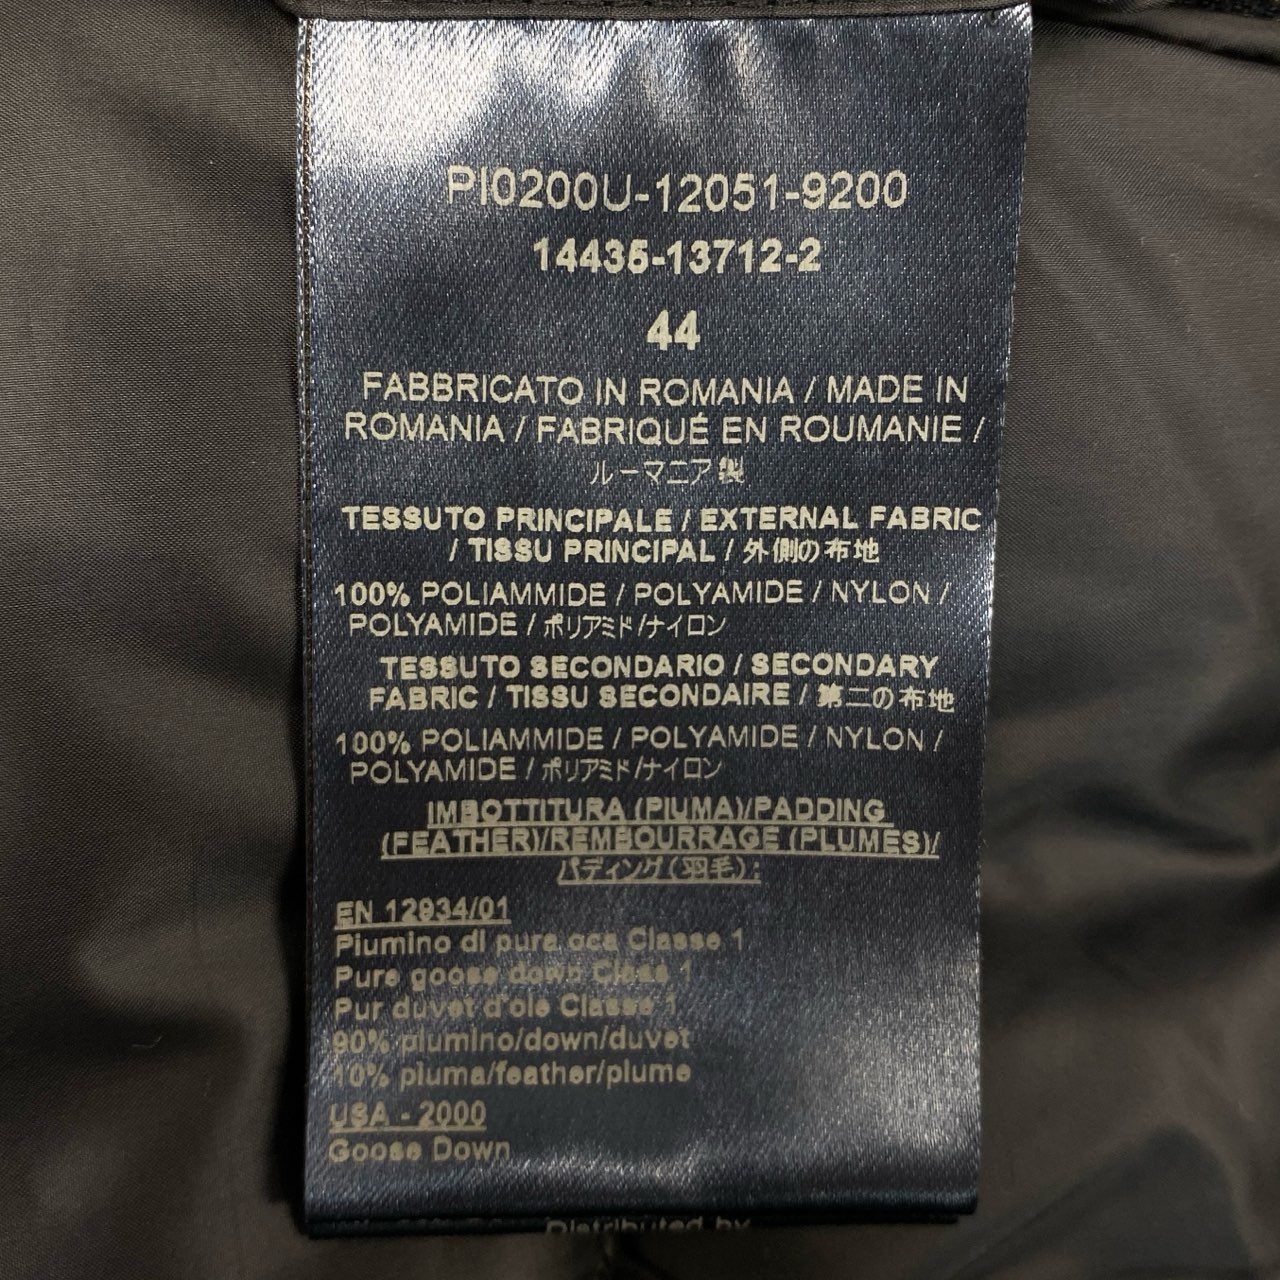 PI0200U-12051-9200
14435-13712-2
44
FABBRICATO IN ROMANIA / MADE IN
ROMANIA / FABRIQUÉ EN ROUMANIE /
ルーマニア製
TESSUTO PRINCIPALE / EXTERNAL FABRIC
/ TISSU PRINCIPAL / 外側の布地
100% POLIAMMIDE / POLYAMIDE / NYLON /
POLYAMIDE / ポリアミド/ナイロン
TESSUTO SECONDARIO / SECONDARY
FABRIC / TISSU SECONDAIRE / 第二の布地
100% POLIAMMIDE / POLYAMIDE / NYLON /
POLYAMIDE / ポリアミド/ナイロン
IMBOTTITURA (PIUMA)/PADDING
(FEATHER)/REMBOURRAGE (PLUMES)/
パディング(羽毛):
EN 12934/01
Piumino di pura oca Classe 1
Pure goose down Class 1
Pur duvet d'oie Classe 1
90% piumino/down/duvet
10% piuma/feather/plume
USA - 2000
Goose Down
Distributed by